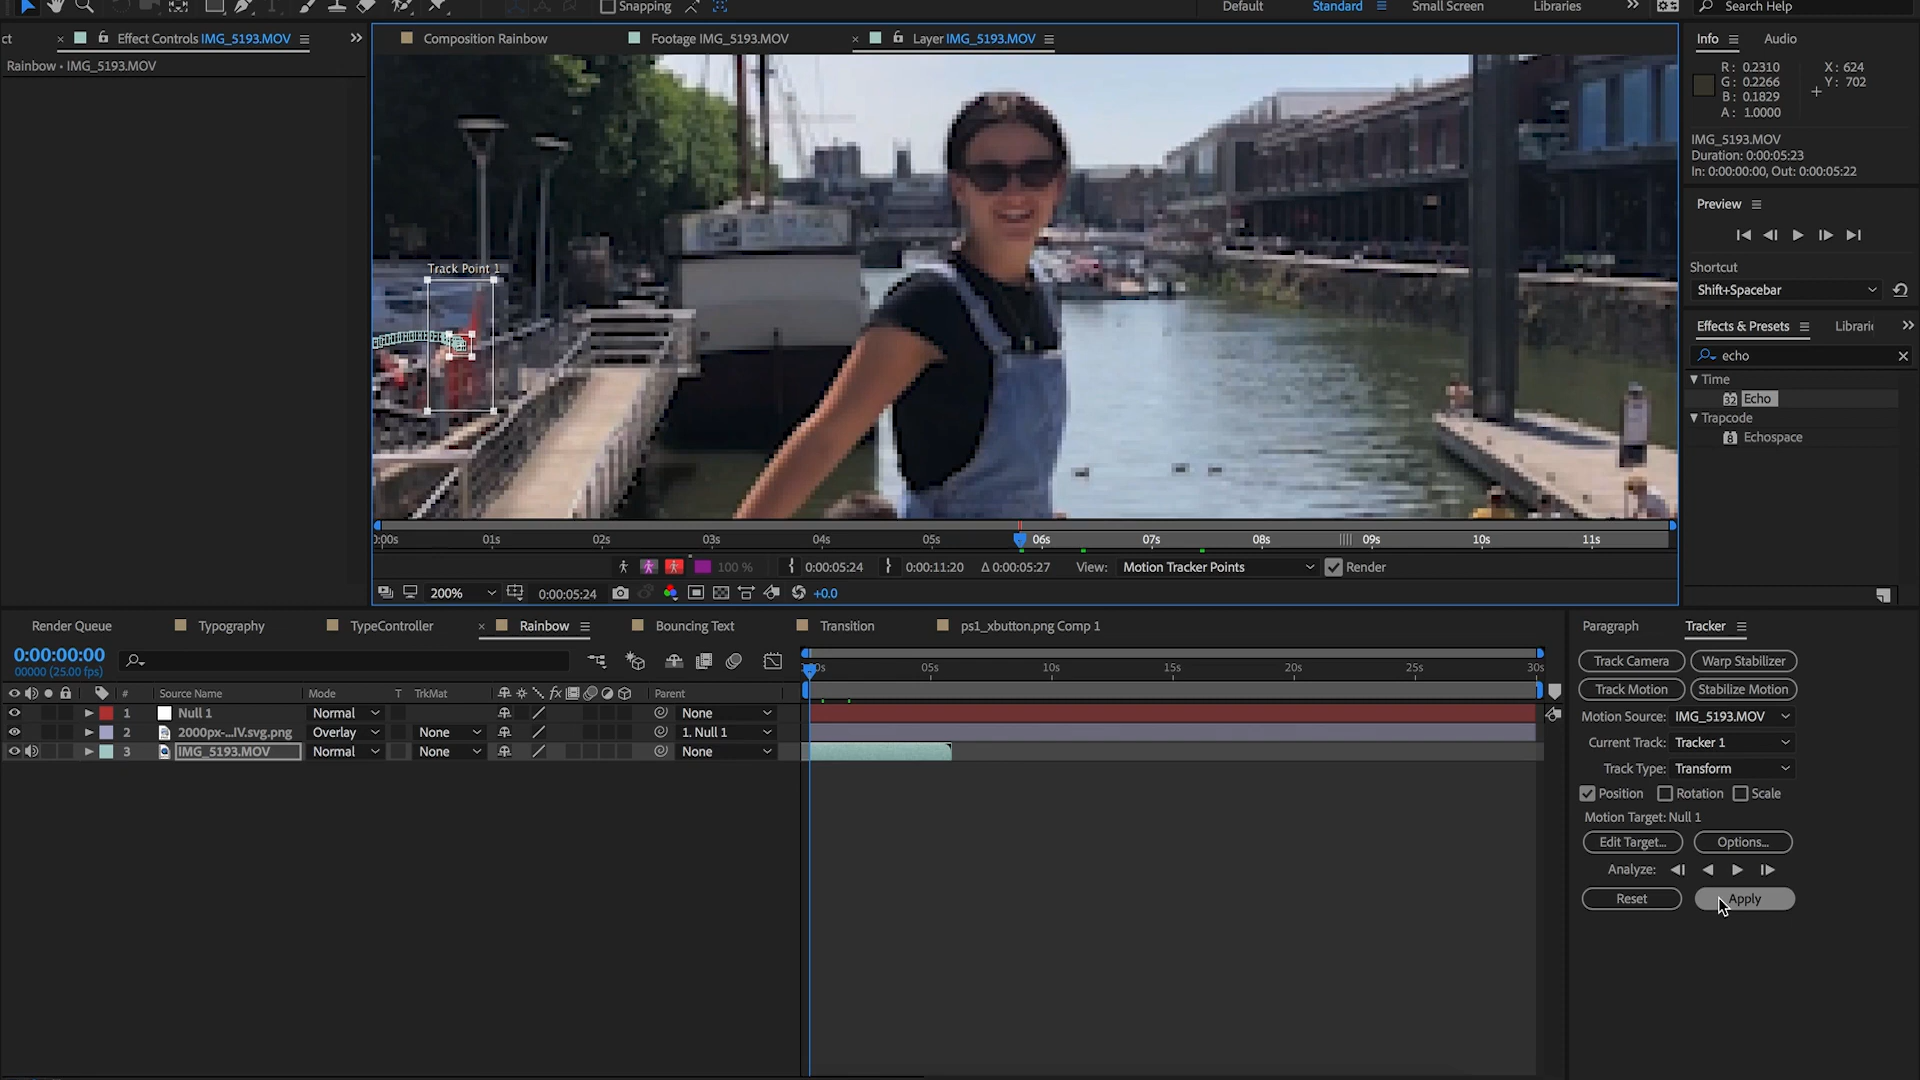 Snapping
Default
Standard
Small Screen
Libraries
Search Help
ct
Effect Controls IMG_5193.MOV
Composition Rainbow
Footage IMG_5193.MOV
Layer IMG_5193.MOV
Info
Audio
Rainbow • IMG_5193.MOV
R: 0.2310
G: 0.2266
B: 0.1829
A: 1.0000
X: 624
Y: 702
IMG_5193.MOV
Duration: 0:00:05:23
In: 0:00:00:00, Out: 0:00:05:22
Preview
Shortcut
Shift+Spacebar
Track Point 1
Effects & Presets
Librari
echo
Time
32 Echo
Trapcode
8 Echospace
0:00s 01s 02s 03s 04s 05s 06s 07s 08s 09s 10s 11s
100 %
0:00:05:24
0:00:11:20
Δ 0:00:05:27
View:
Motion Tracker Points
Render
200%
0:00:05:24
+0.0
Render Queue
Typography
TypeController
Rainbow
Bouncing Text
Transition
ps1_xbutton.png Comp 1
Paragraph
Tracker
0:00:00:00
00000 (25.00 fps)
05s 10s 15s 20s 25s 30s
# Source Name Mode T TrkMat fx Parent
1 Null 1 Normal None
2 2000px-...IV.svg.png Overlay None 1. Null 1
3 IMG_5193.MOV Normal None None
Track Camera
Warp Stabilizer
Track Motion
Stabilize Motion
Motion Source: IMG_5193.MOV
Current Track: Tracker 1
Track Type: Transform
Position Rotation Scale
Motion Target: Null 1
Edit Target...
Options...
Analyze:
Reset
Apply